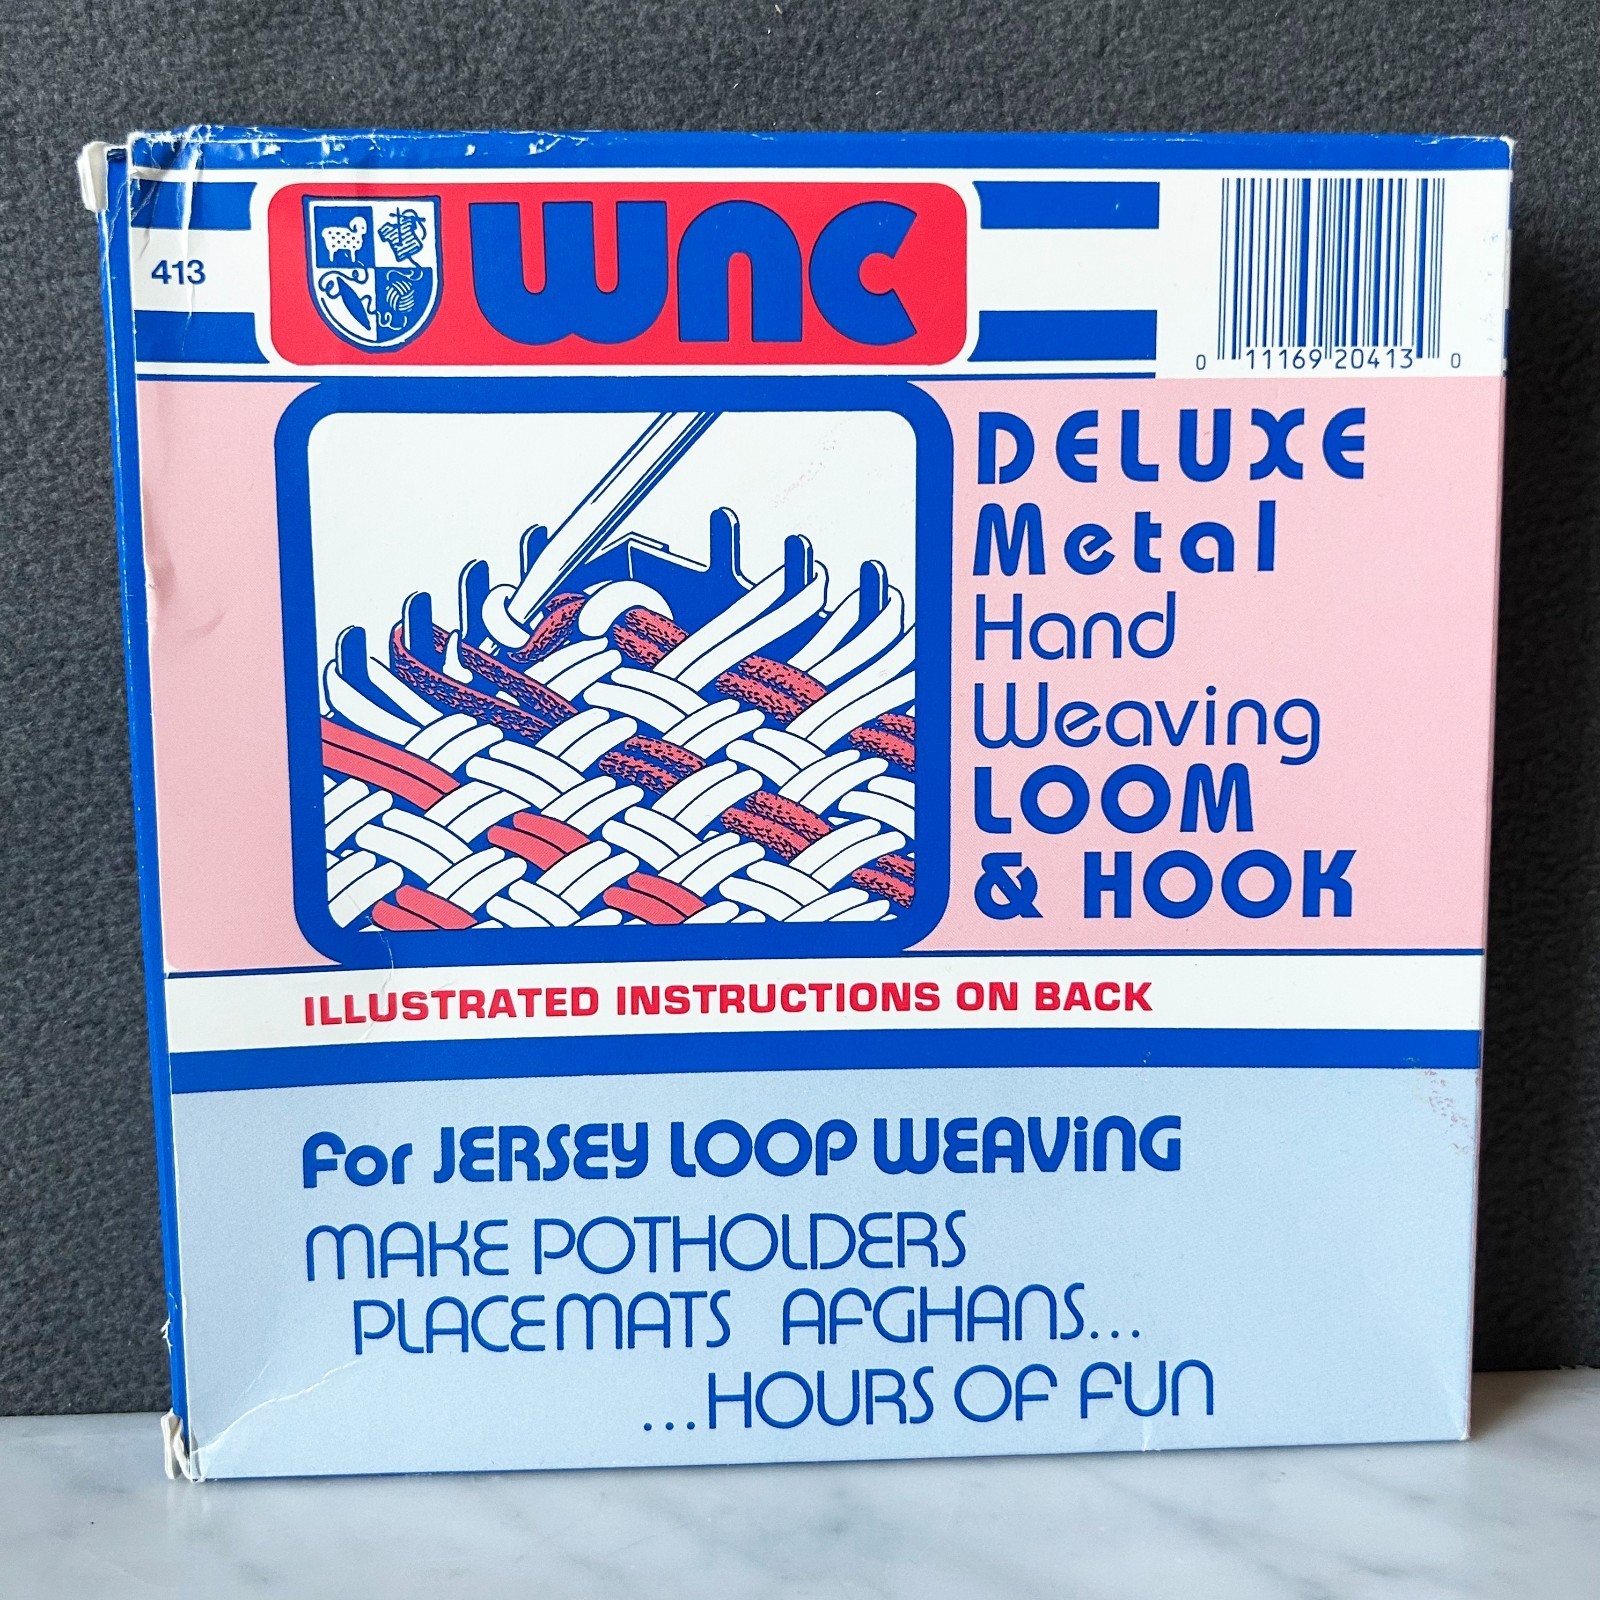 413
WNC
0 11169 20413 0
DELUXE
Metal
Hand
Weaving
LOOM
& HOOK
ILLUSTRATED INSTRUCTIONS ON BACK
for JERSEY LOOP WEAViNG
MAKE POTHOLDERS
PLACEMATS AFGHANS...
...HOURS OF FUN